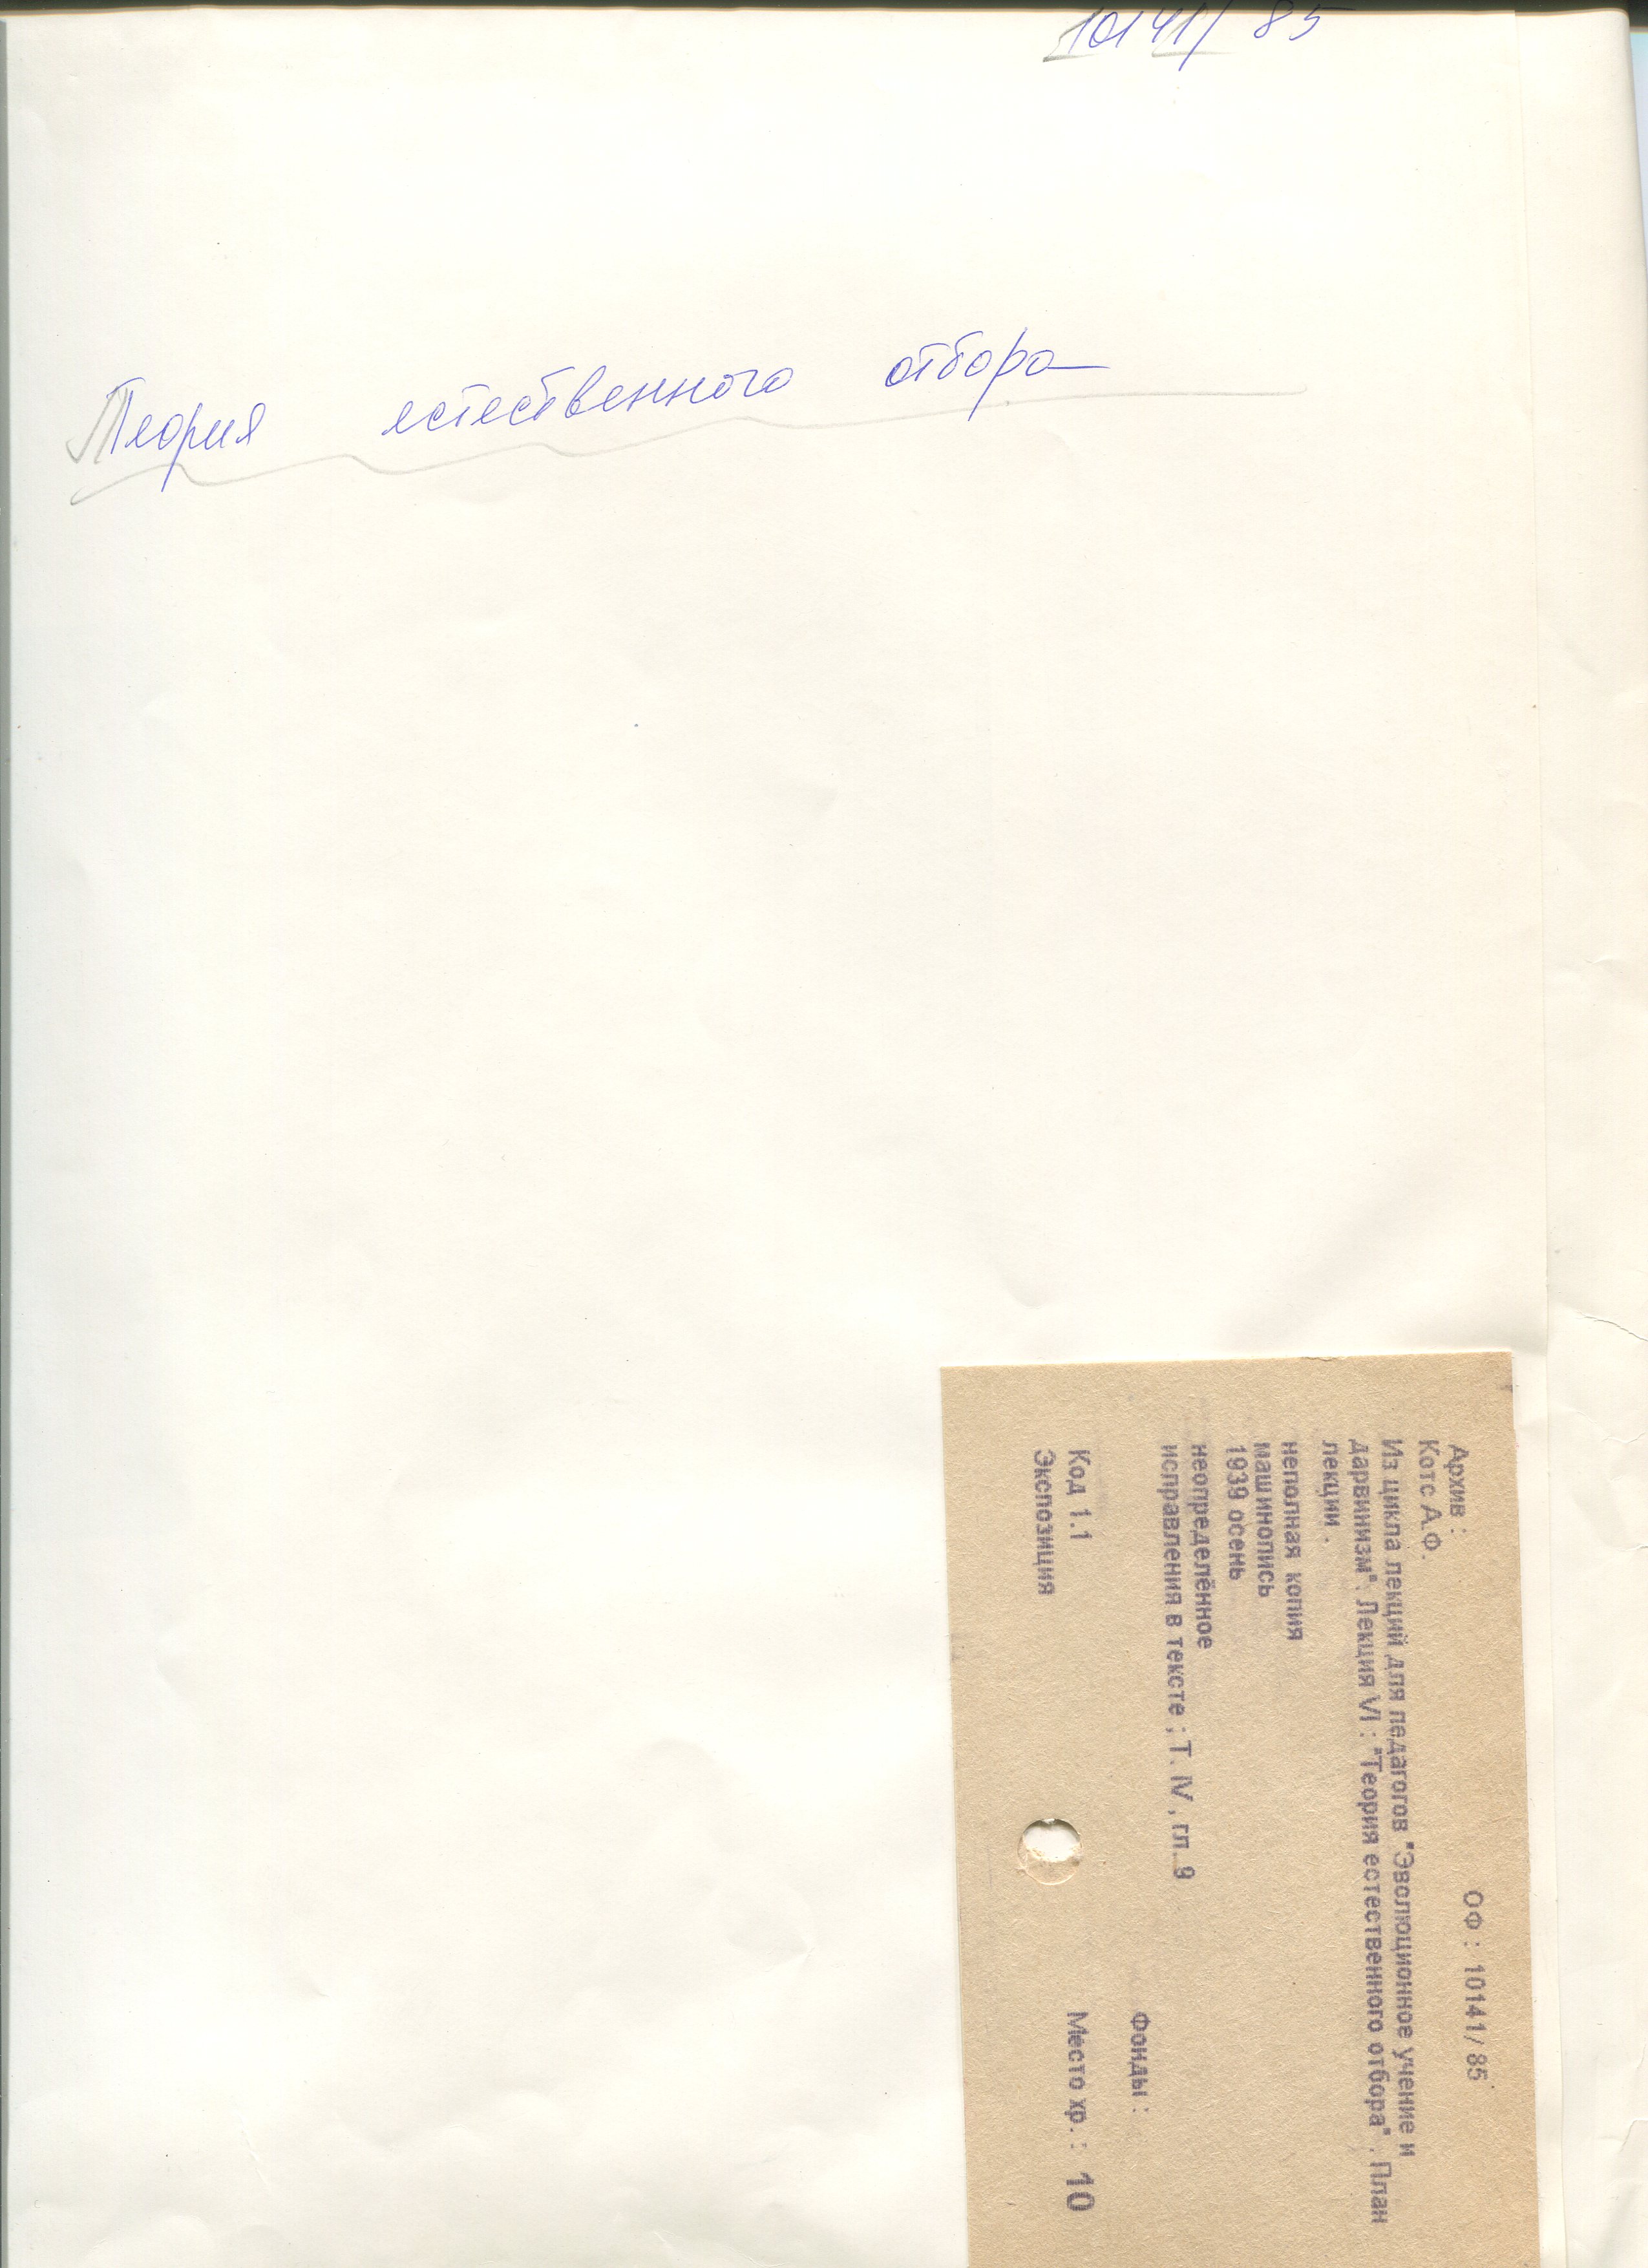 10141/85
Теория естественного отбора
ОФ : 10141/85
Архив :
Котс А.Ф.
Из цикла лекций для педагогов "Эволюционное учение и
дарвинизм". Лекция VI : "Теория естественного отбора" . План
лекции .
неполная копия
машинопись
1939 осень
неопределённое
исправления в тексте ; Т. IV , гл. 9
Фонды :
Код 1.1
Место хр. : 10
Экспозиция